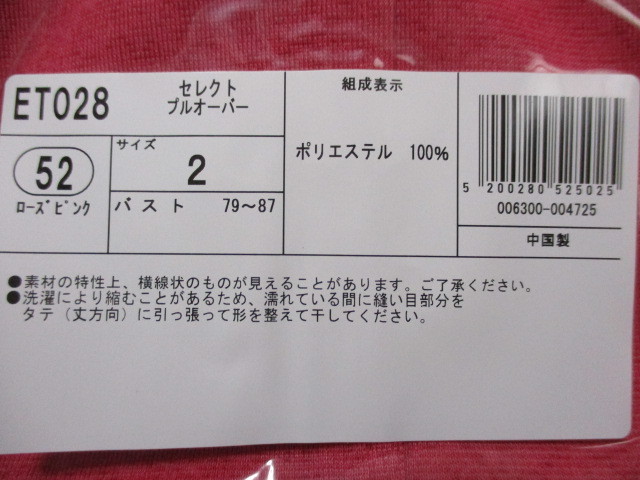 ET028
セレクト
プルオーバー
52
ローズピンク
サイズ
2
バスト 79～87
組成表示
ポリエステル 100%
5 200280 525025
006300-004725
中国製
●素材の特性上、横線状のものが見えることがあります。ご了承ください。
●洗濯により縮むことがあるため、濡れている間に縫い目部分を
タテ（丈方向）に引っ張って形を整えて干してください。